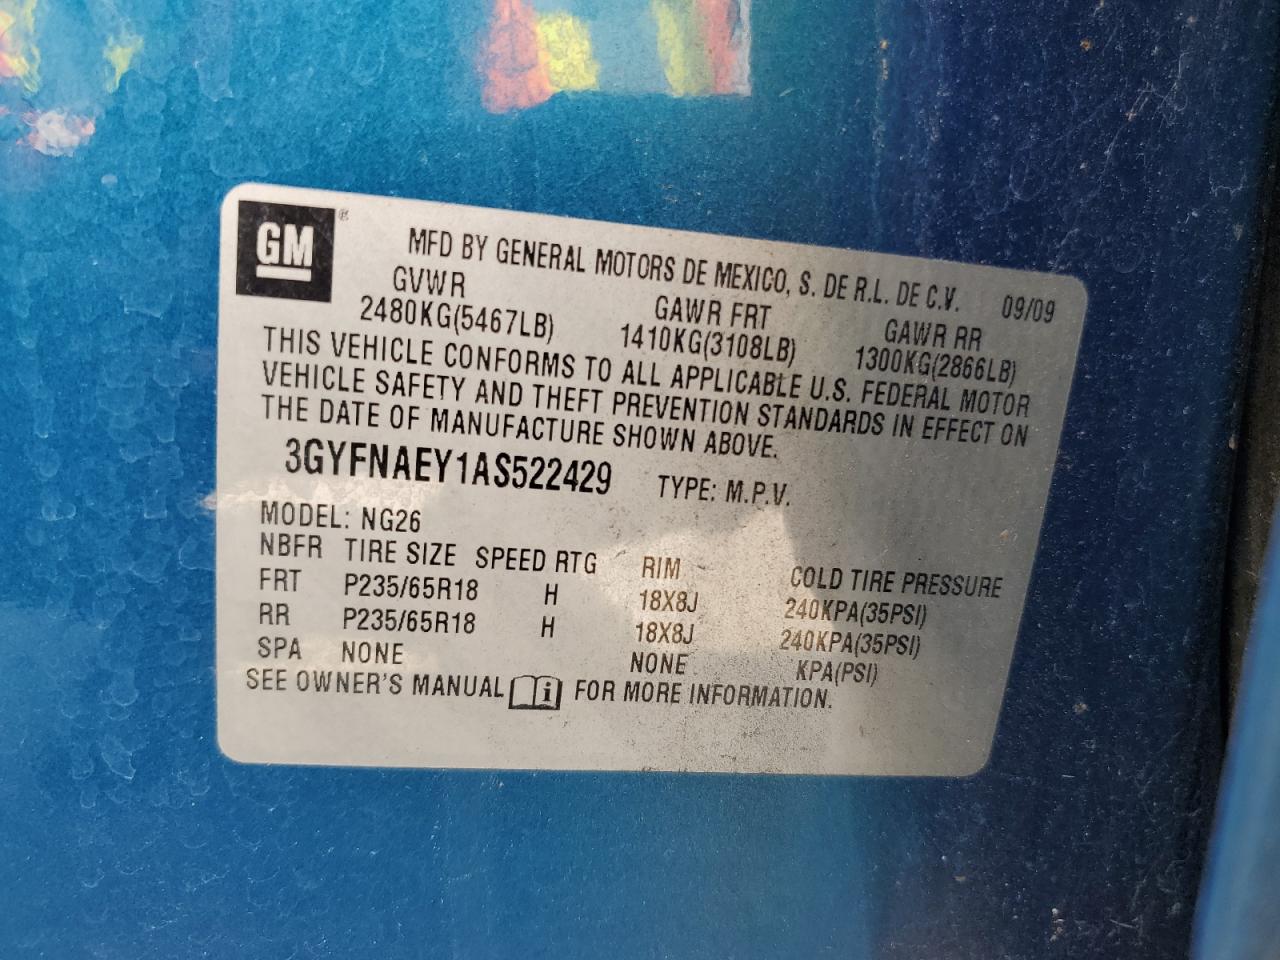 GM®
MFD BY GENERAL MOTORS DE MEXICO, S. DE R.L. DE C.V. 09/09
GVWR GAWR FRT GAWR RR
2480KG(5467LB) 1410KG(3108LB) 1300KG(2866LB)
THIS VEHICLE CONFORMS TO ALL APPLICABLE U.S. FEDERAL MOTOR
VEHICLE SAFETY AND THEFT PREVENTION STANDARDS IN EFFECT ON
THE DATE OF MANUFACTURE SHOWN ABOVE.
3GYFNAEY1AS522429 TYPE: M.P.V.
MODEL: NG26
NBFR TIRE SIZE SPEED RTG RIM COLD TIRE PRESSURE
FRT P235/65R18 H 18X8J 240KPA(35PSI)
RR P235/65R18 H 18X8J 240KPA(35PSI)
SPA NONE NONE KPA(PSI)
SEE OWNER'S MANUAL i FOR MORE INFORMATION.